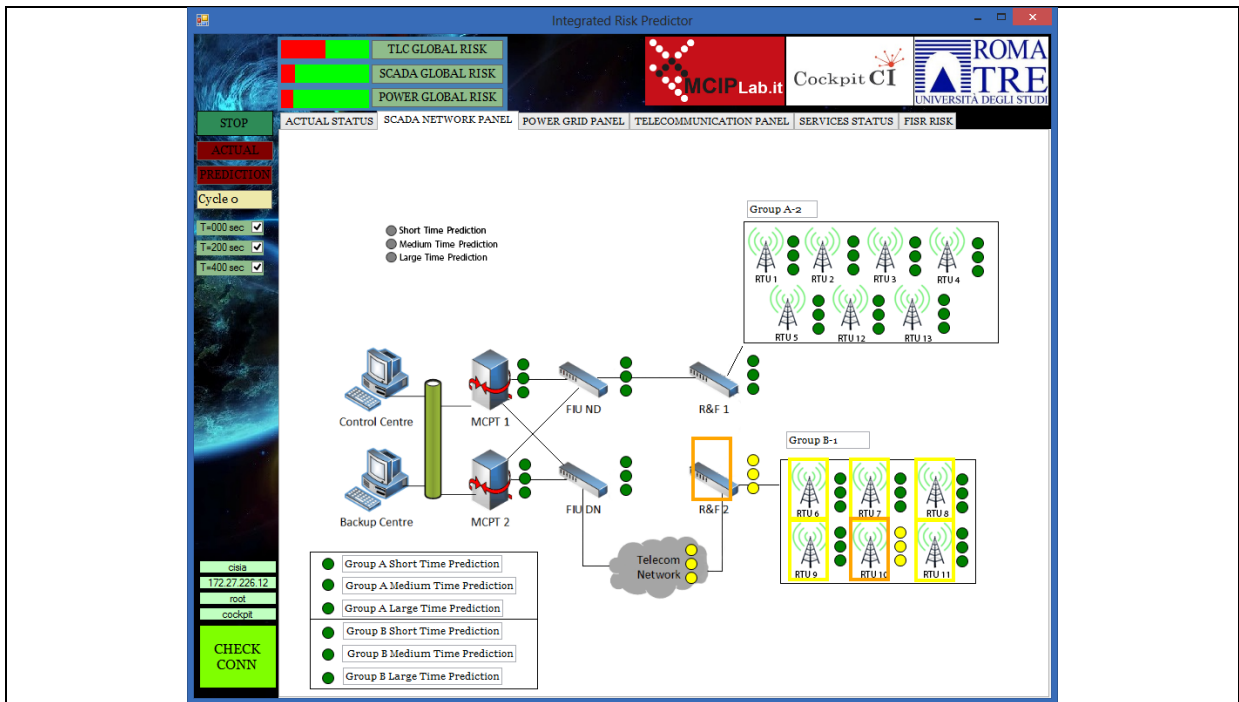 Integrated Risk Predictor
TLC GLOBAL RISK
SCADA GLOBAL RISK
POWER GLOBAL RISK
MCIPLab.it
Cockpit CI
ROMA
TRE
UNIVERSITÀ DEGLI STUDI
STOP
ACTUAL STATUS SCADA NETWORK PANEL POWER GRID PANEL TELECOMMUNICATION PANEL SERVICES STATUS FISR RISK
ACTUAL
PREDICTION
Cycle 0
T=000 sec
T=200 sec
T=400 sec
Short Time Prediction
Medium Time Prediction
Large Time Prediction
Group A-2
RTU 1 RTU 2 RTU 3 RTU 4
RTU 5 RTU 12 RTU 13
Control Centre MCPT 1 FIU ND R&F 1
Group B-1
RTU 6 RTU 7 RTU 8
Backup Centre MCPT 2 FIU DN R&F 2
RTU 9 RTU 10 RTU 11
Telecom
Network
Group A Short Time Prediction
Group A Medium Time Prediction
Group A Large Time Prediction
Group B Short Time Prediction
Group B Medium Time Prediction
Group B Large Time Prediction
cisia
172.27.226.12
root
cockpit
CHECK
CONN